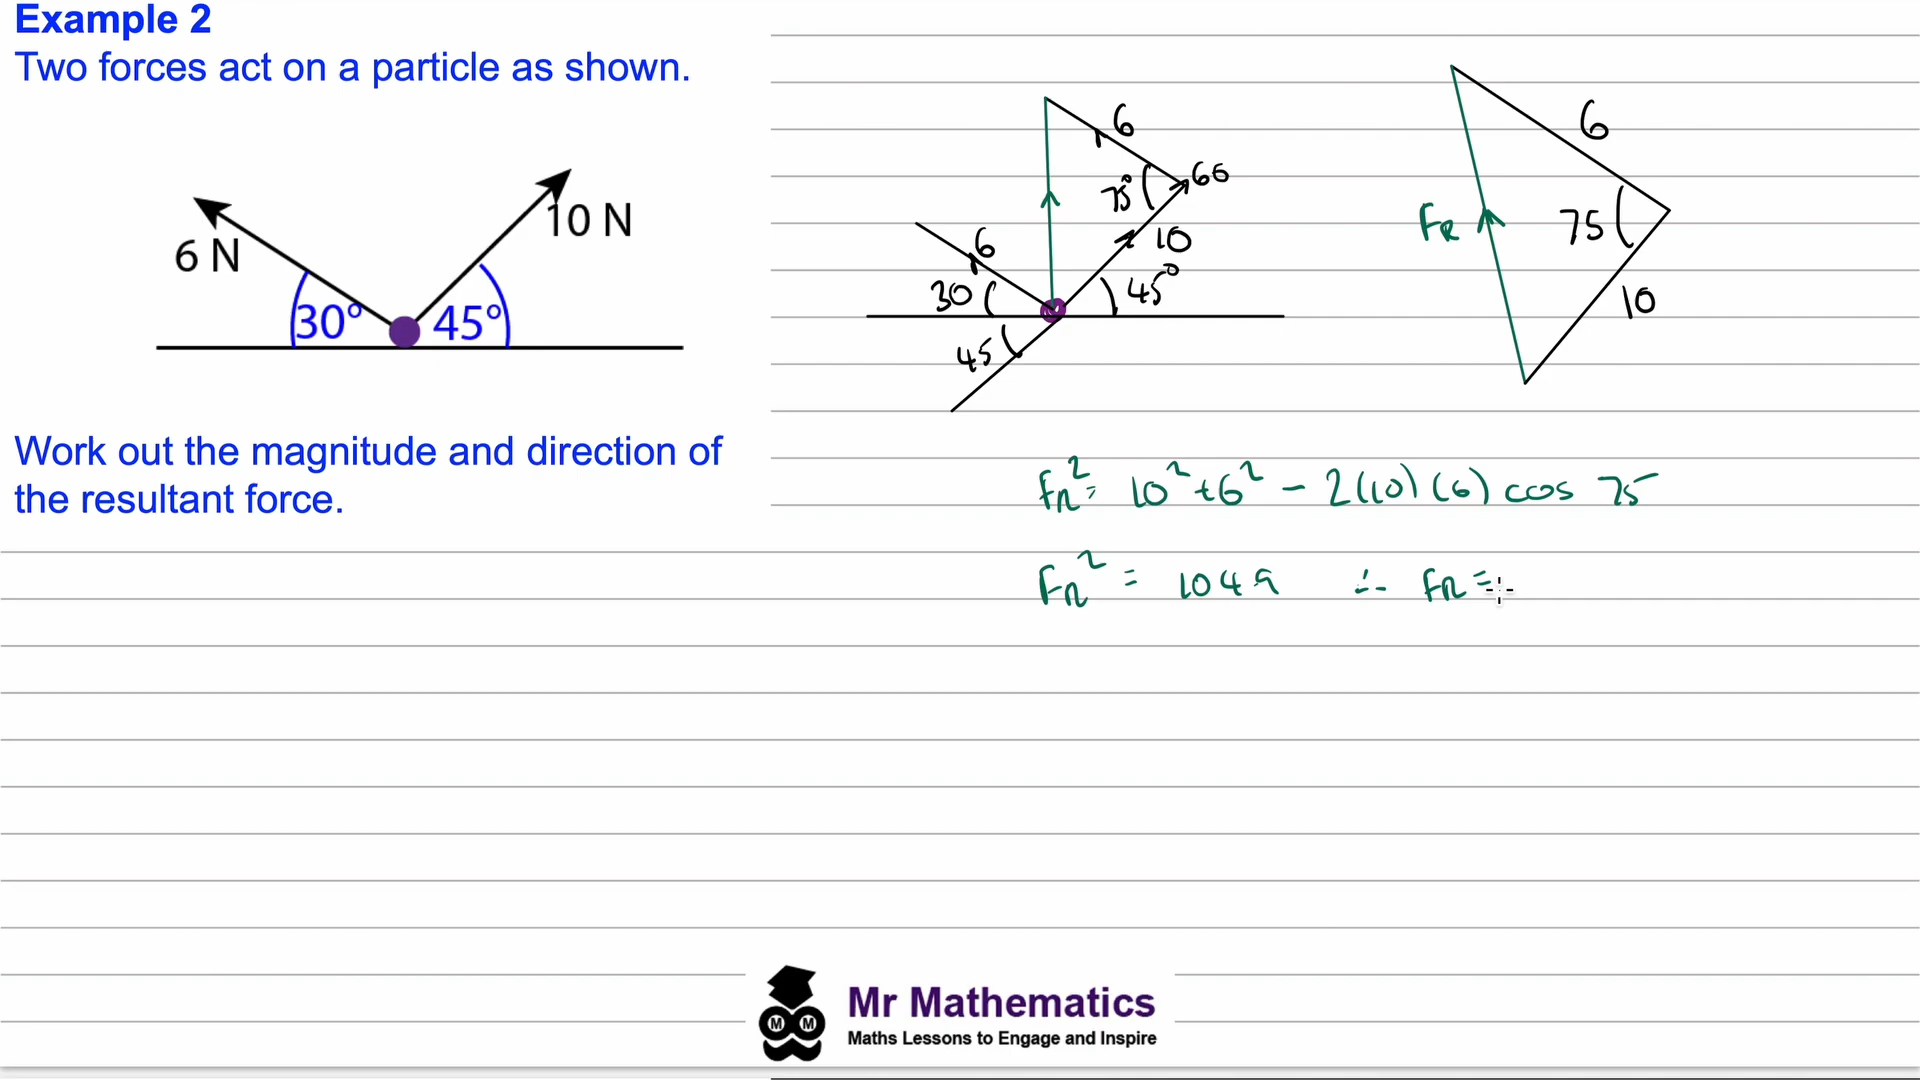 Example 2
Two forces act on a particle as shown.
6 N
10 N
30°
45°
Work out the magnitude and direction of
the resultant force.
6
60
75°
6
10
30
45°
45
6
FR
75
10
FR² = 10² + 6² - 2(10)(6) cos 75
FR² = 104.9 ∴ FR =
M M
Mr Mathematics
Maths Lessons to Engage and Inspire